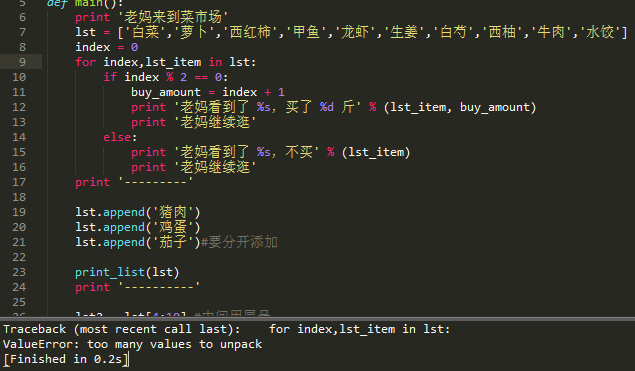 5 def main():
6 print '老妈来到菜市场'
7 lst = ['白菜','萝卜','西红柿','甲鱼','龙虾','生姜','白芍','西柚','牛肉','水饺']
8 index = 0
9 for index,lst_item in lst:
10 if index % 2 == 0:
11 buy_amount = index + 1
12 print '老妈看到了 %s，买了 %d 斤' % (lst_item, buy_amount)
13 print '老妈继续逛'
14 else:
15 print '老妈看到了 %s，不买' % (lst_item)
16 print '老妈继续逛'
17 print '---------'
18
19 lst.append('猪肉')
20 lst.append('鸡蛋')
21 lst.append('茄子')#要分开添加
22
23 print_list(lst)
24 print '----------'
25
Traceback (most recent call last): for index,lst_item in lst:
ValueError: too many values to unpack
[Finished in 0.2s]